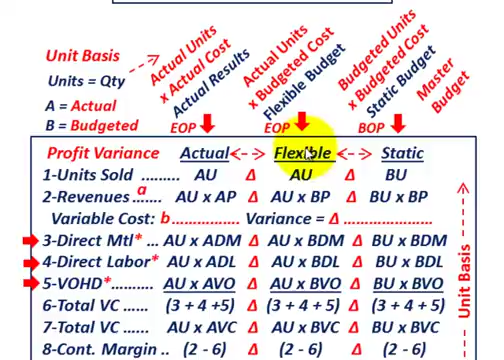 Unit Basis
Units = Qty
A = Actual
B = Budgeted
Actual Units
x Actual Cost
Actual Results
Actual Units
x Budgeted Cost
Flexible Budget
Budgeted Units
x Budgeted Cost
Static Budget
Master
Budget
EOP EOP BOP
Profit Variance Actual <--> Flexible <--> Static
1-Units Sold ......... AU Δ AU Δ BU
2-Revenues a....... AU x AP Δ AU x BP Δ BU x BP
Variable Cost: b................ Variance = Δ .....................
3-Direct Mtl* ... AU x ADM Δ AU x BDM Δ BU x BDM
4-Direct Labor* .. AU x ADL Δ AU x BDL Δ BU x BDL
5-VOHD*.......... AU x AVO Δ AU x BVO Δ BU x BVO
6-Total VC ...... (3 + 4 +5) Δ (3 + 4 + 5) Δ (3 + 4 + 5)
7-Total VC ...... AU x AVC Δ AU x BVC Δ BU x BVC
8-Cont. Margin .. (2 - 6) Δ (2 - 6) Δ (2 - 6)
Unit Basis